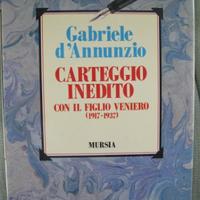 Gabriele
d'Annunzio
CARTEGGIO
INEDITO
CON IL FIGLIO VENIERO
(1917-1937)
MURSIA